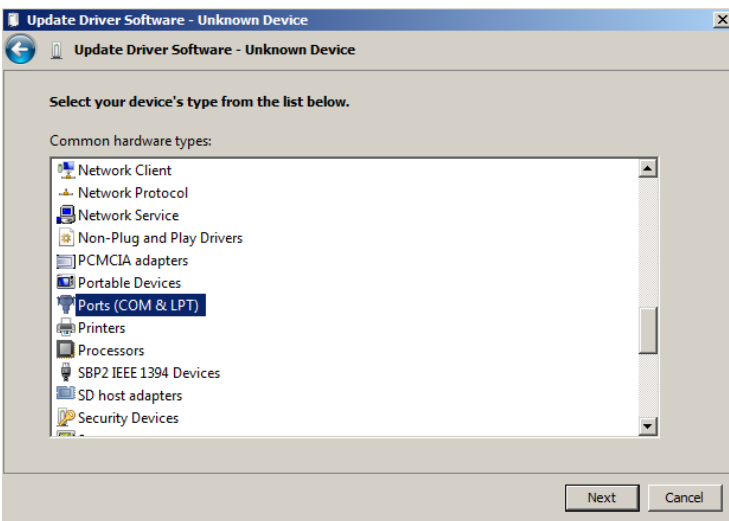 Update Driver Software - Unknown Device
Update Driver Software - Unknown Device
Select your device's type from the list below.
Common hardware types:
Network Client
Network Protocol
Network Service
Non-Plug and Play Drivers
PCMCIA adapters
Portable Devices
Ports (COM & LPT)
Printers
Processors
SBP2 IEEE 1394 Devices
SD host adapters
Security Devices
Next Cancel